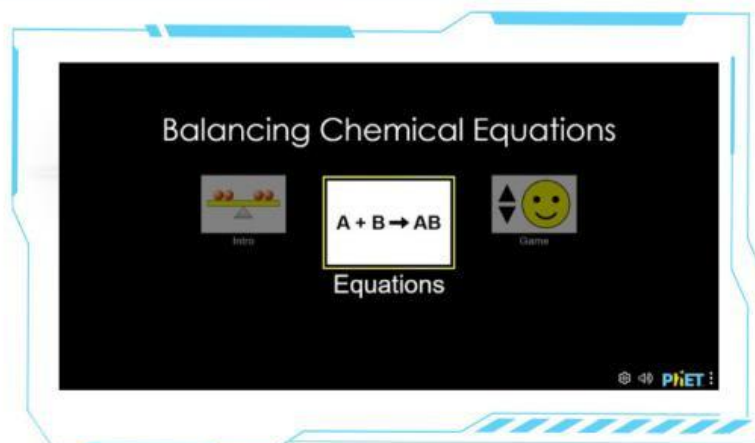 Balancing Chemical Equations
Intro
A + B → AB
Game
Equations
PhET